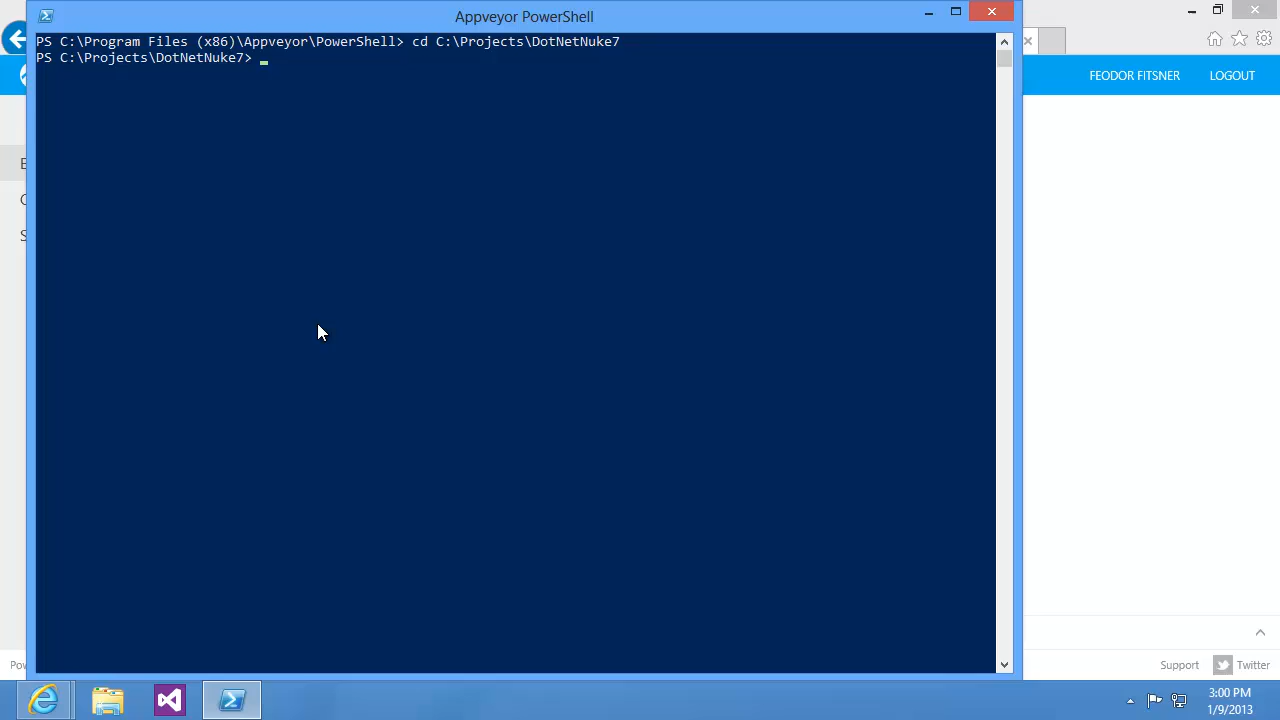 Appveyor PowerShell
PS C:\Program Files (x86)\Appveyor\PowerShell> cd C:\Projects\DotNetNuke7
PS C:\Projects\DotNetNuke7>
FEODOR FITSNER
LOGOUT
Support
Twitter
3:00 PM
1/9/2013